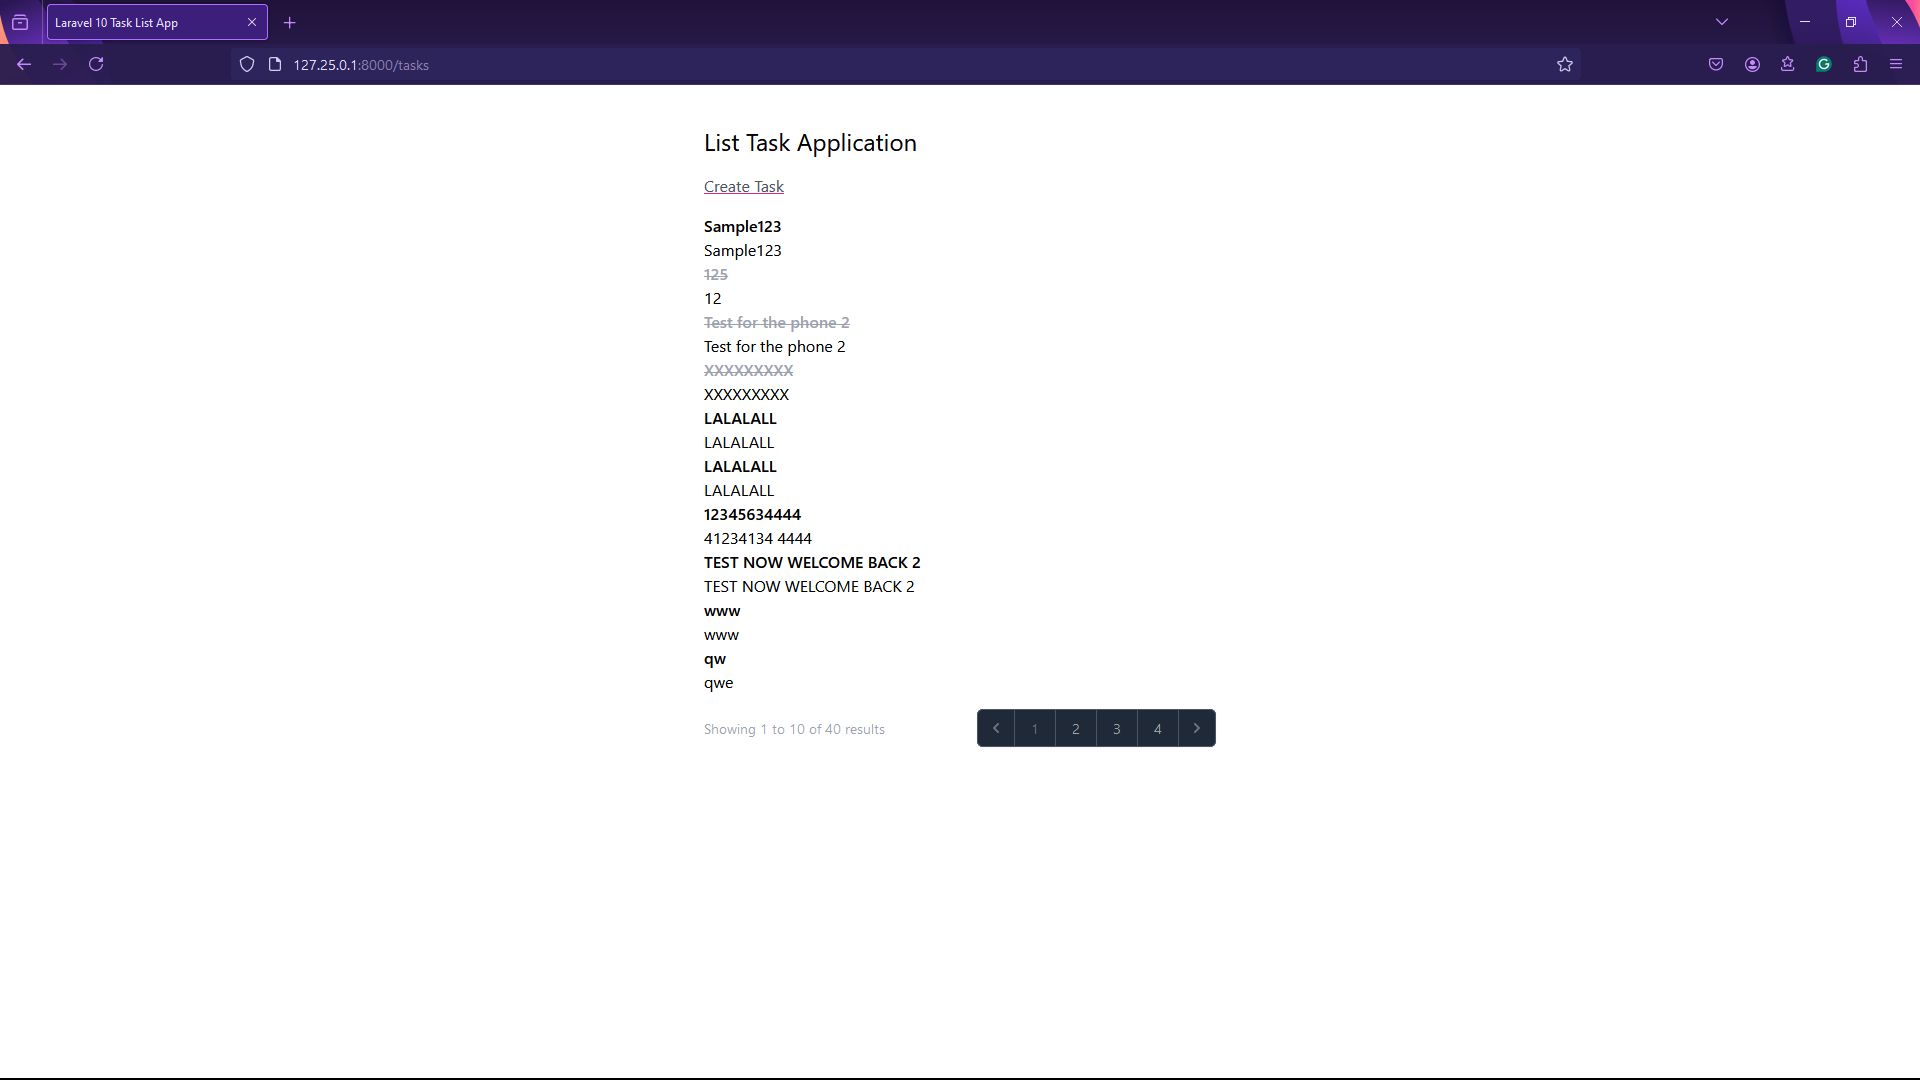 Laravel 10 Task List App
127.25.0.1:8000/tasks
List Task Application
Create Task
Sample123
Sample123
125
12
Test for the phone 2
Test for the phone 2
XXXXXXXXX
XXXXXXXXX
LALALALL
LALALALL
LALALALL
LALALALL
12345634444
41234134 4444
TEST NOW WELCOME BACK 2
TEST NOW WELCOME BACK 2
www
www
qw
qwe
Showing 1 to 10 of 40 results
1 2 3 4